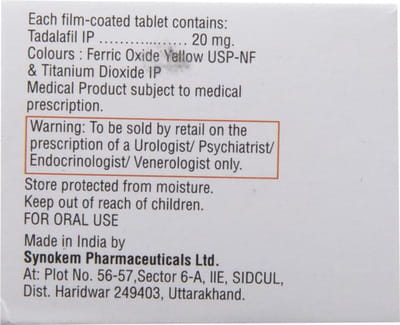 Each film-coated tablet contains:
Tadalafil IP ..................... 20 mg.
Colours : Ferric Oxide Yellow USP-NF
& Titanium Dioxide IP
Medical Product subject to medical
prescription.
Warning: To be sold by retail on the
prescription of a Urologist/ Psychiatrist/
Endocrinologist/ Venerologist only.
Store protected from moisture.
Keep out of reach of children.
FOR ORAL USE
Made in India by
Synokem Pharmaceuticals Ltd.
At: Plot No. 56-57,Sector 6-A, IIE, SIDCUL,
Dist. Haridwar 249403, Uttarakhand.